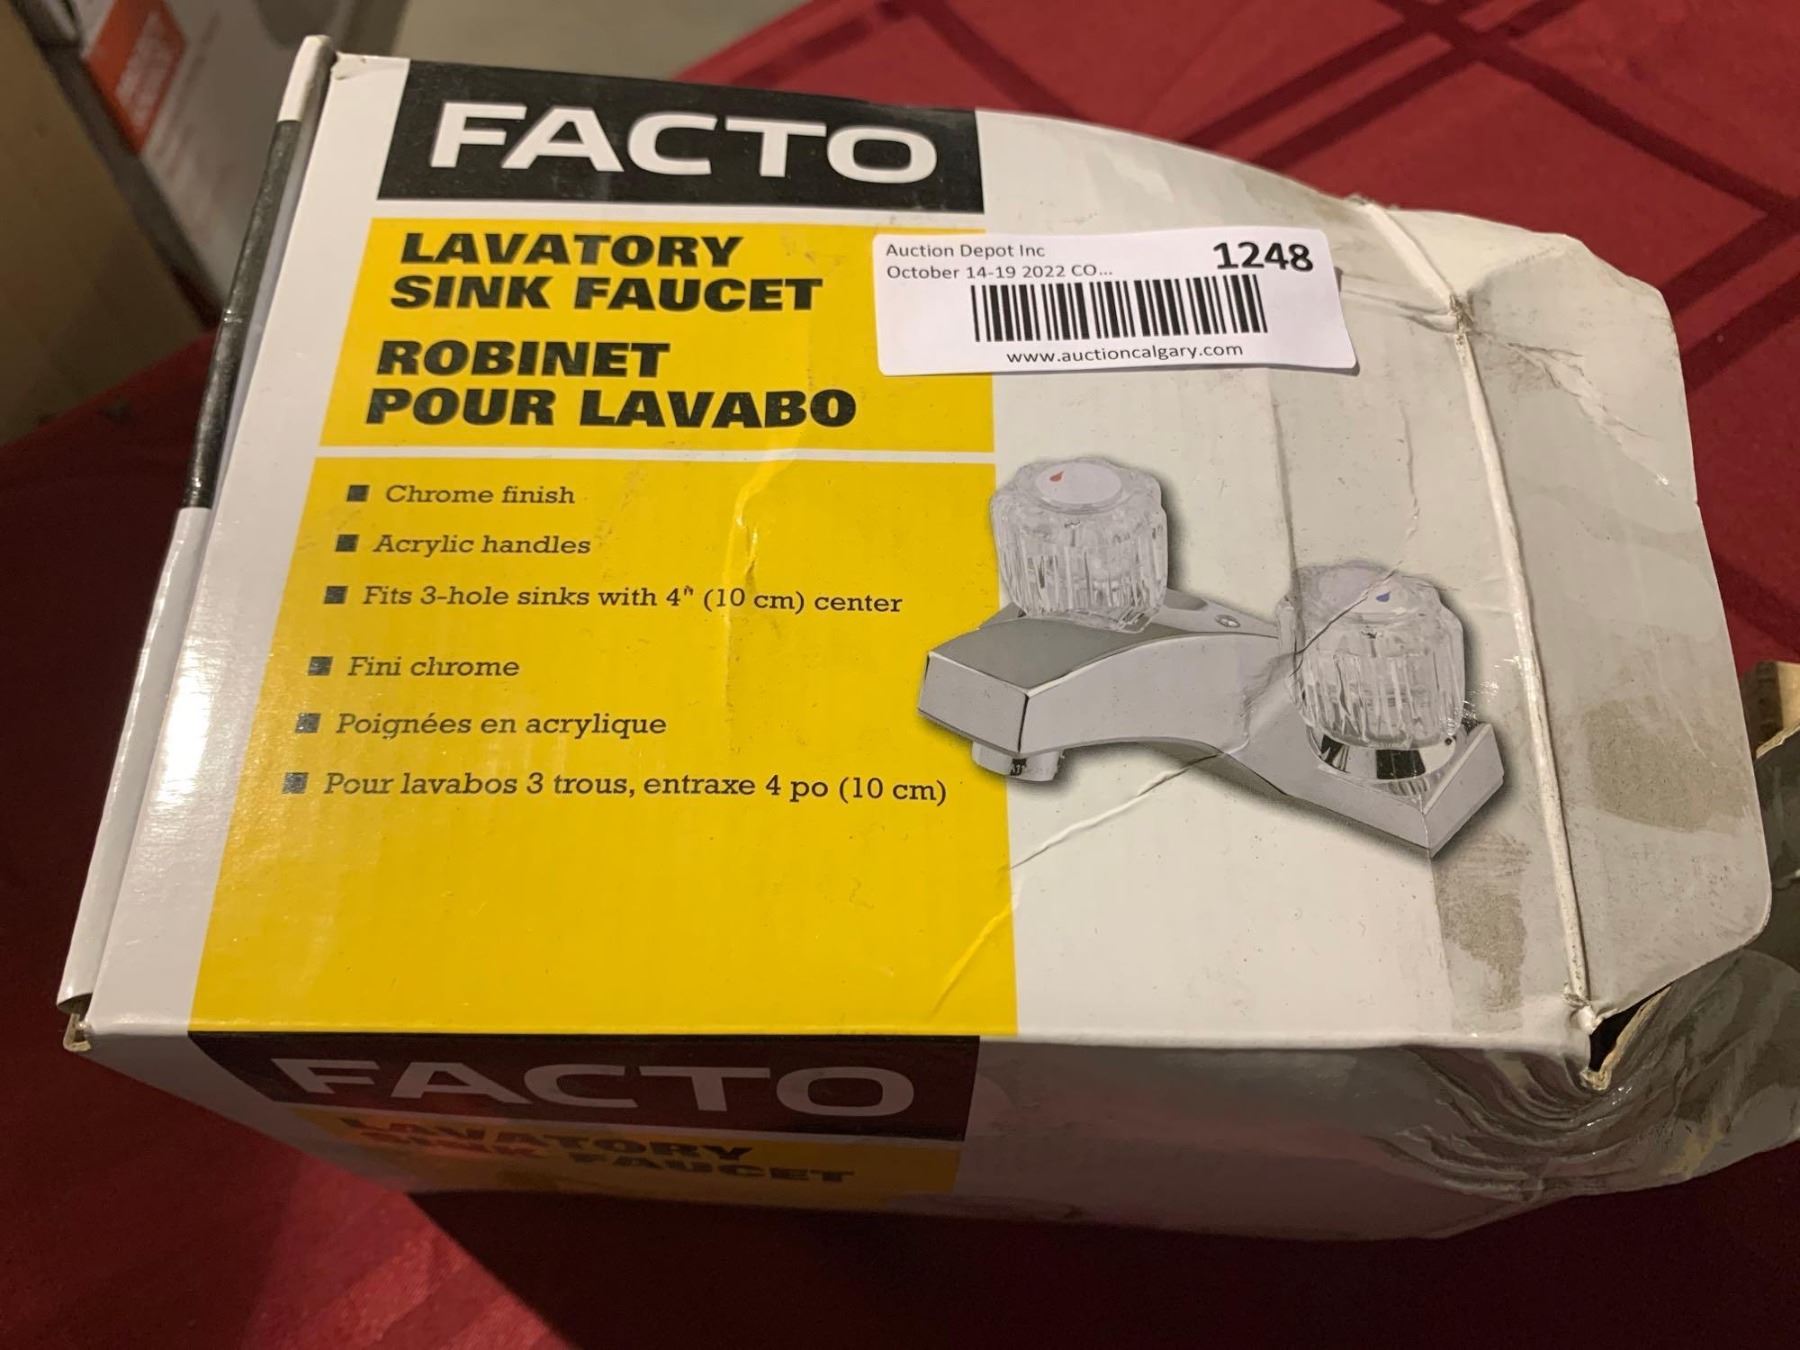 FACTO
LAVATORY
SINK FAUCET
ROBINET
POUR LAVABO
Auction Depot Inc
1248
October 14-19 2022 CO...
www.auctioncalgary.com
Chrome finish
Acrylic handles
Fits 3-hole sinks with 4" (10 cm) center
Fini chrome
Poignées en acrylique
Pour lavabos 3 trous, entraxe 4 po (10 cm)
FACTO
LAVATORY
SINK FAUCET